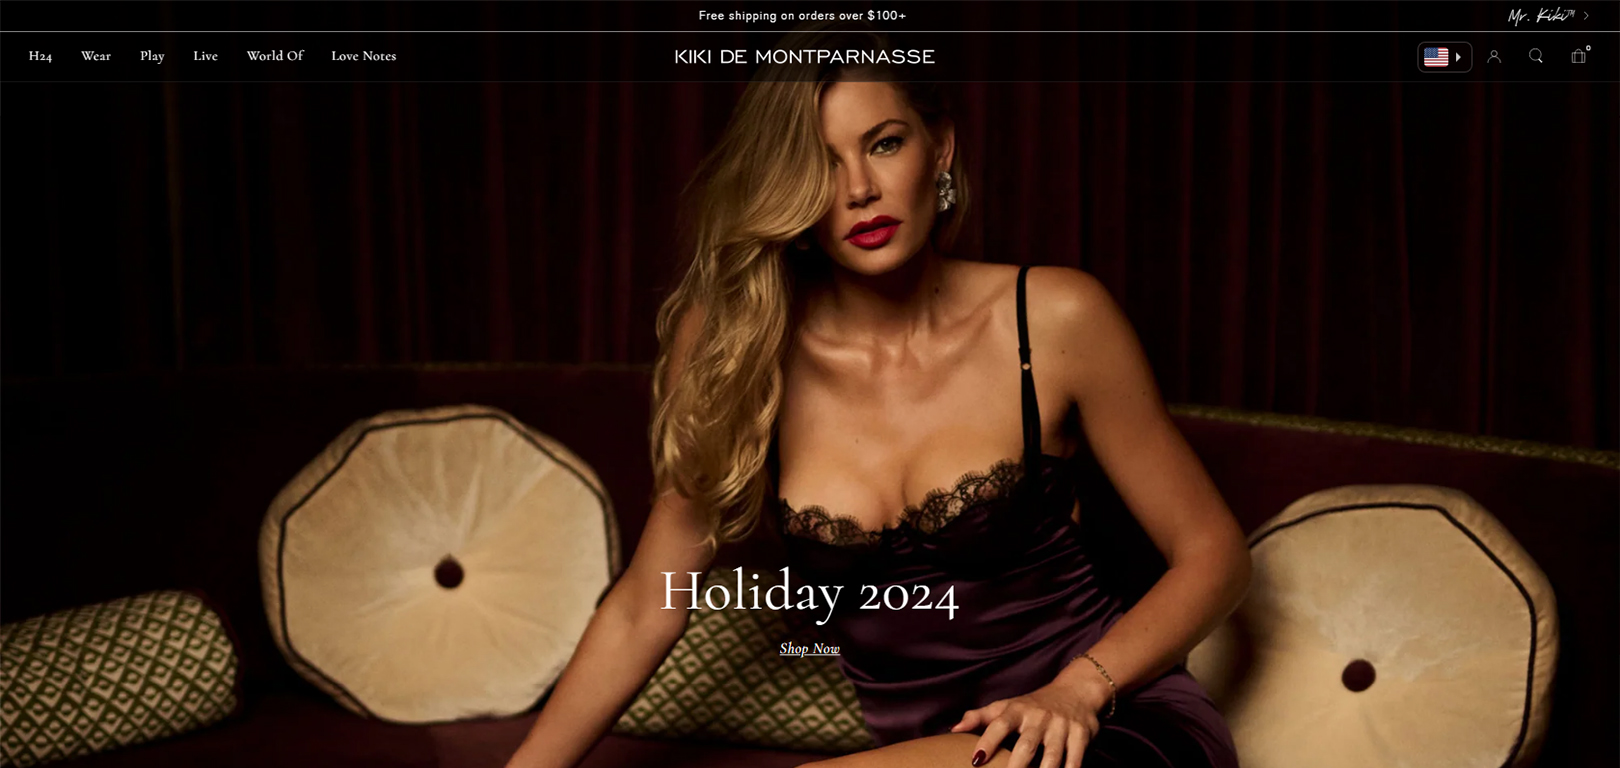 Free shipping on orders over $100+
Mr. Kiki™
H24 Wear Play Live World Of Love Notes
KIKI DE MONTPARNASSE
0
Holiday 2024
Shop Now